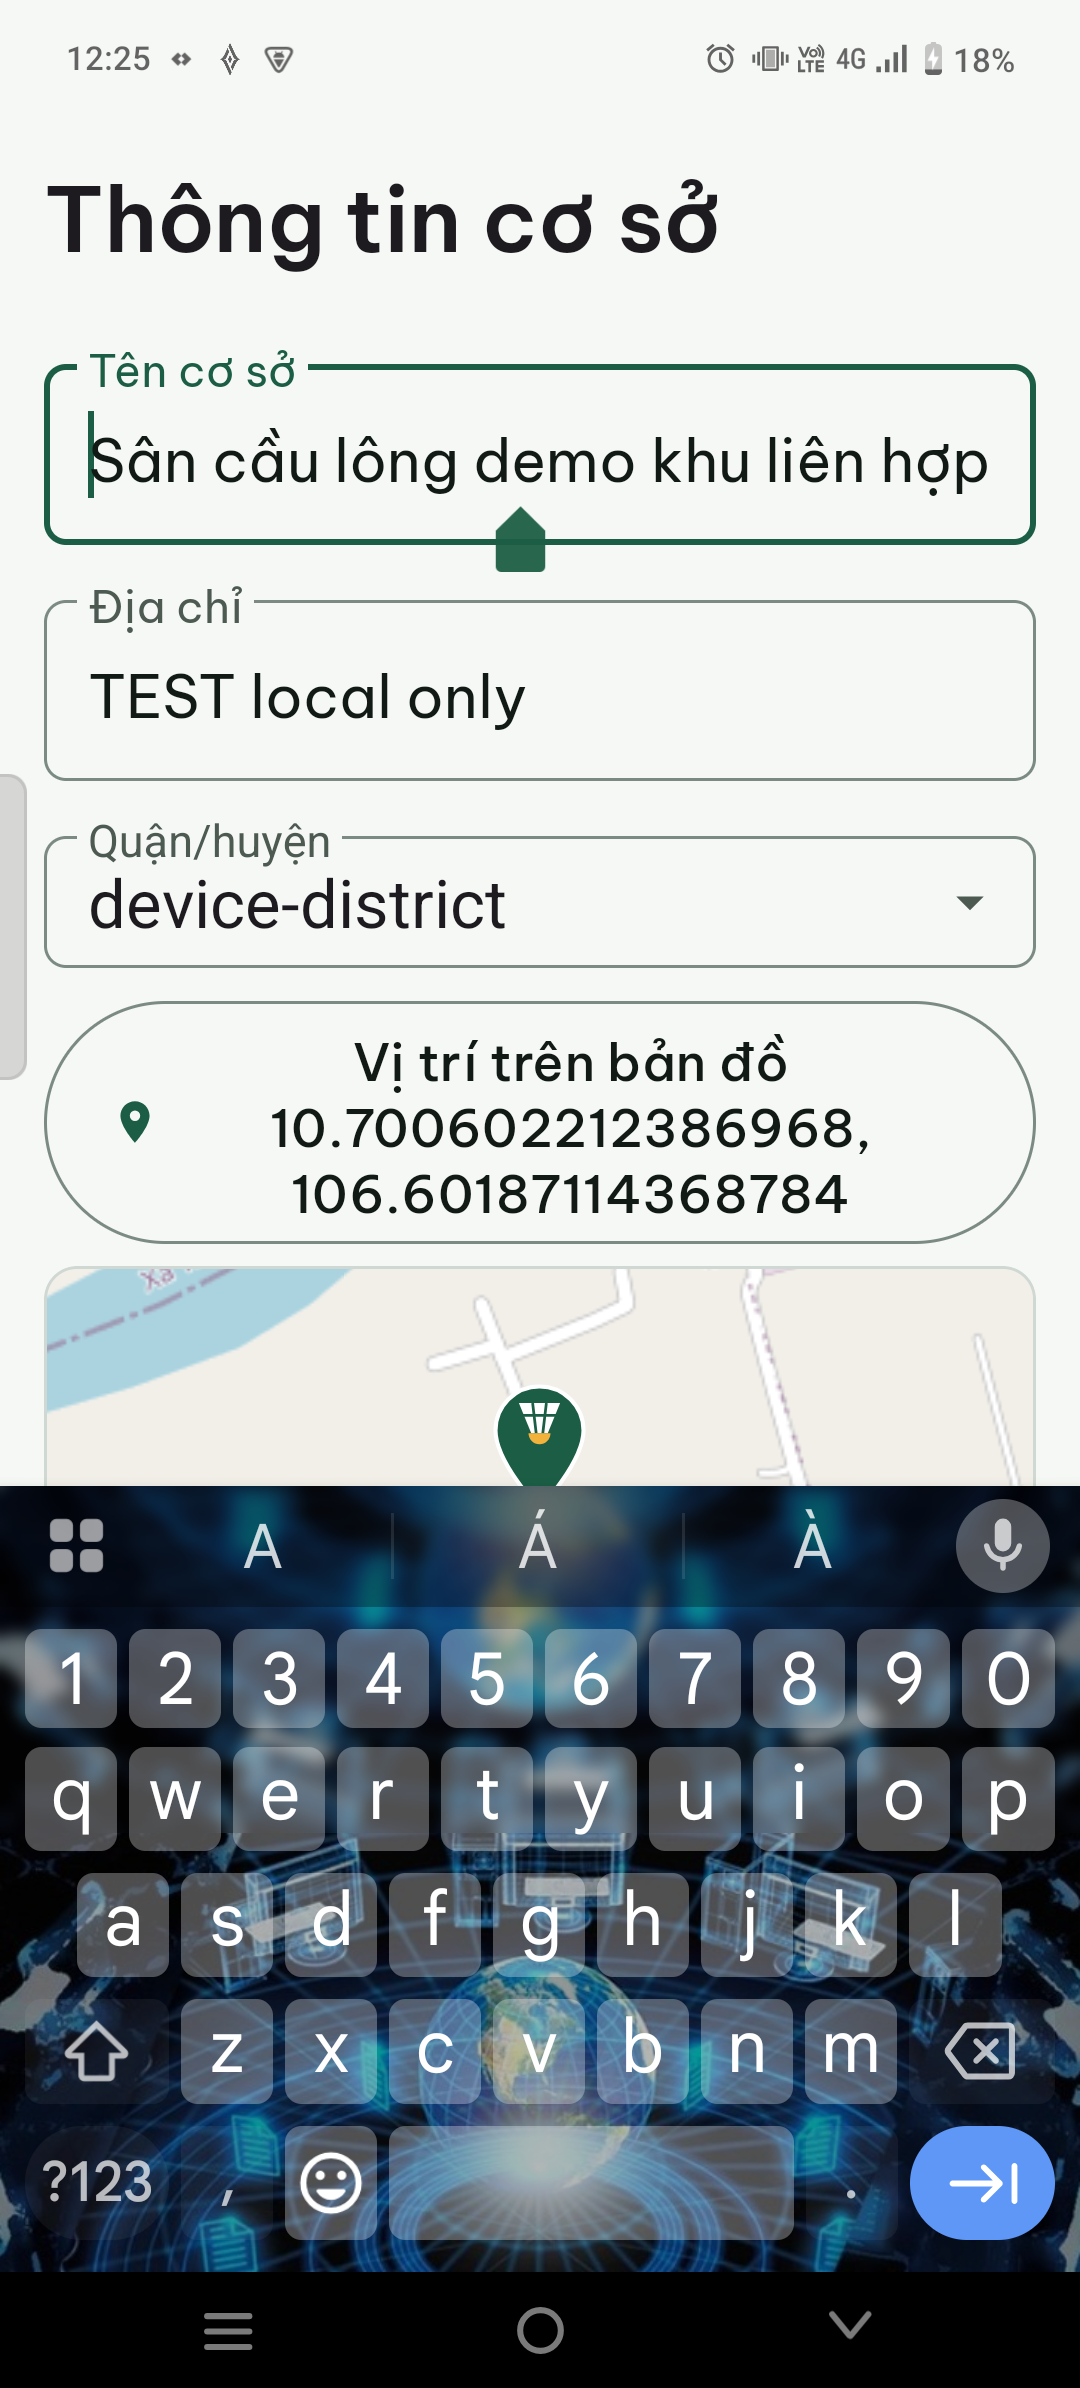 12:25
VoLTE 4G 18%
Thông tin cơ sở
Tên cơ sở
Sân cầu lông demo khu liên hợp
Địa chỉ
TEST local only
Quận/huyện
device-district
Vị trí trên bản đồ
10.700602212386968,
106.60187114368784
Xã
A Á À
1 2 3 4 5 6 7 8 9 0
q w e r t y u i o p
a s d f g h j k l
z x c v b n m
?123 , .